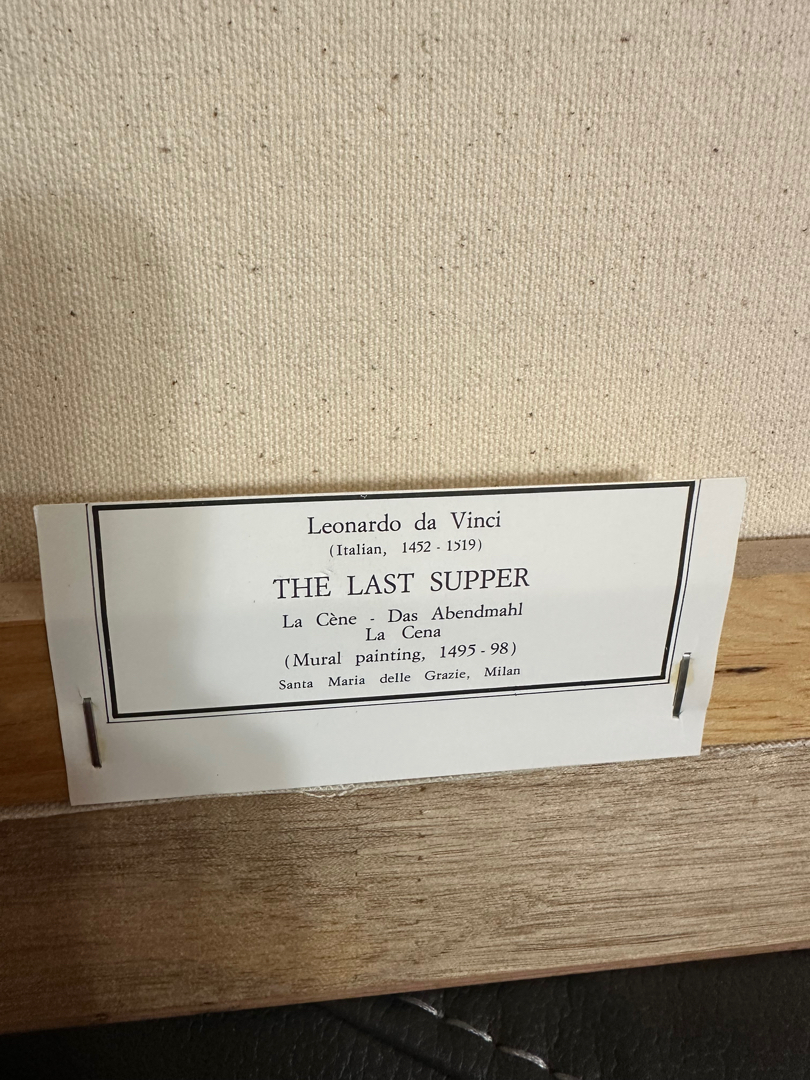 Leonardo da Vinci
(Italian, 1452 - 1519)
THE LAST SUPPER
La Cène - Das Abendmahl
La Cena
(Mural painting, 1495 - 98)
Santa Maria delle Grazie, Milan